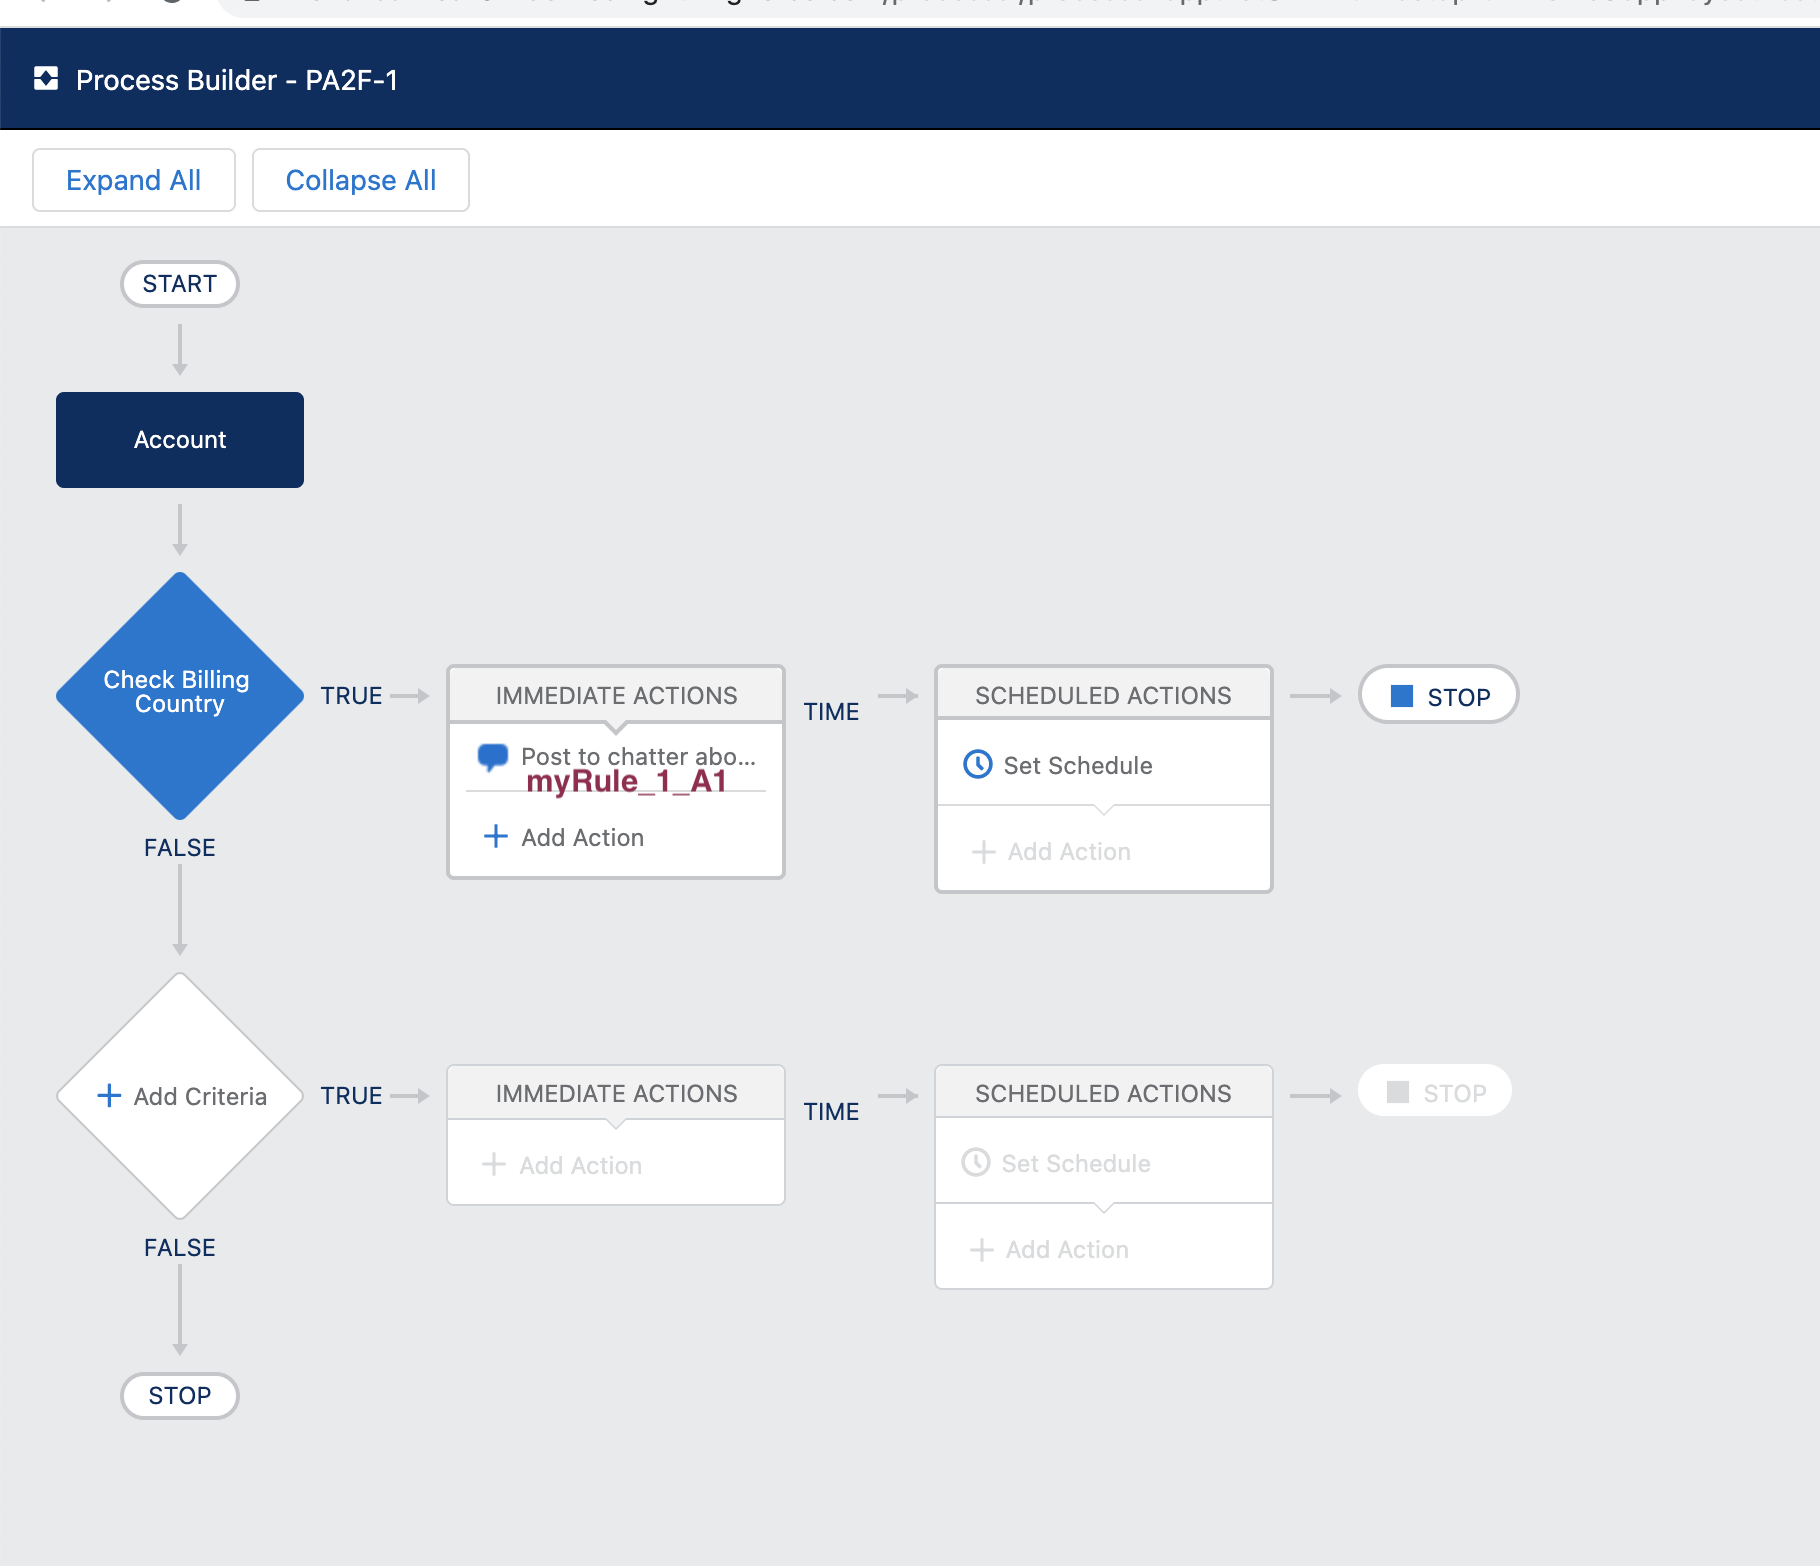 Process Builder - PA2F-1
Expand All
Collapse All
START
Account
Check Billing
Country
TRUE
IMMEDIATE ACTIONS
Post to chatter abo...
myRule_1_A1
Add Action
TIME
SCHEDULED ACTIONS
Set Schedule
Add Action
STOP
FALSE
Add Criteria
TRUE
IMMEDIATE ACTIONS
Add Action
TIME
SCHEDULED ACTIONS
Set Schedule
Add Action
STOP
FALSE
STOP